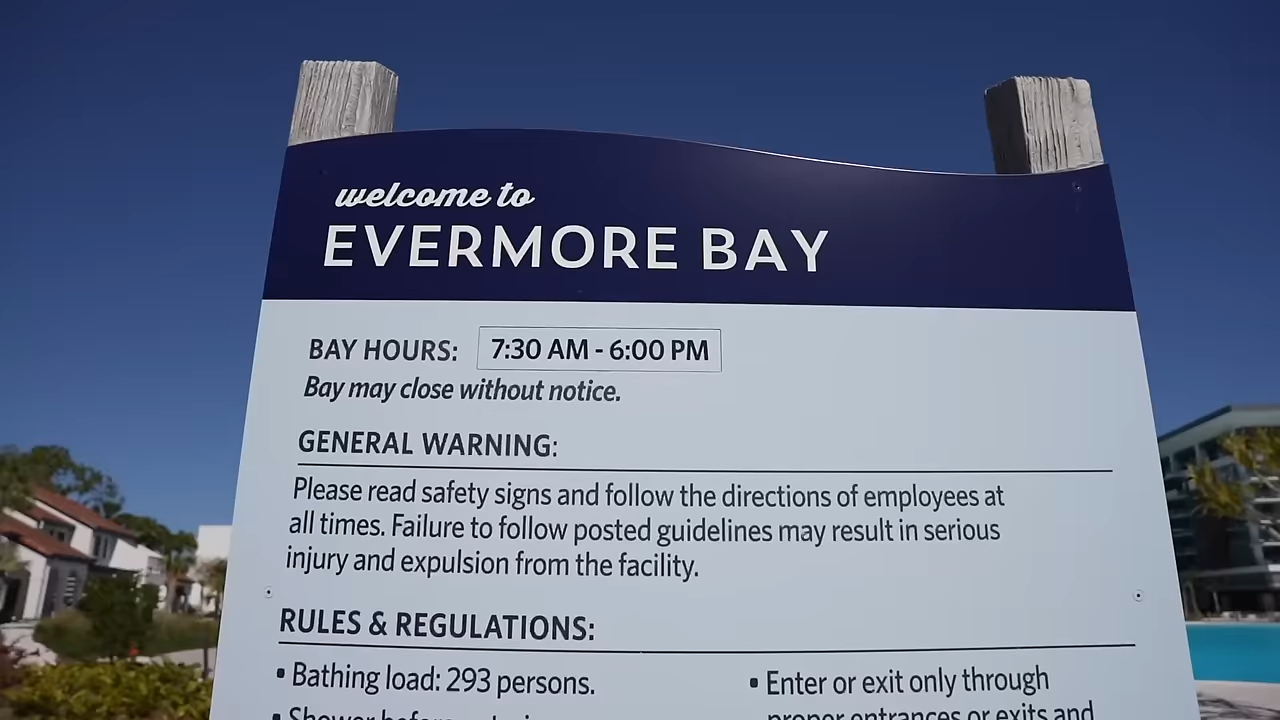 welcome to
EVERMORE BAY
BAY HOURS: 7:30 AM - 6:00 PM
Bay may close without notice.
GENERAL WARNING:
Please read safety signs and follow the directions of employees at
all times. Failure to follow posted guidelines may result in serious
injury and expulsion from the facility.
RULES & REGULATIONS:
• Bathing load: 293 persons.
• Enter or exit only through
proper entrances or exits and
• Shower before